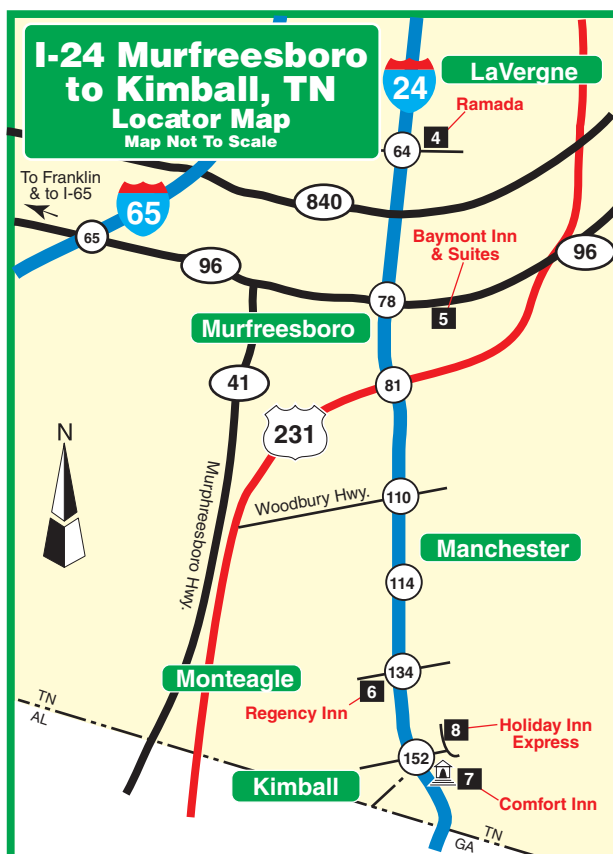 I-24 Murfreesboro
to Kimball, TN
Locator Map
Map Not To Scale
24
LaVergne
Ramada
4
64
To Franklin
& to I-65
65
840
65
96
Baymont Inn
& Suites
96
78
5
Murfreesboro
41
81
231
N
Woodbury Hwy.
110
Murphreesboro Hwy.
Manchester
114
134
Monteagle
6
Regency Inn
TN
AL
8
Holiday Inn
Express
152
7
Kimball
Comfort Inn
TN
GA